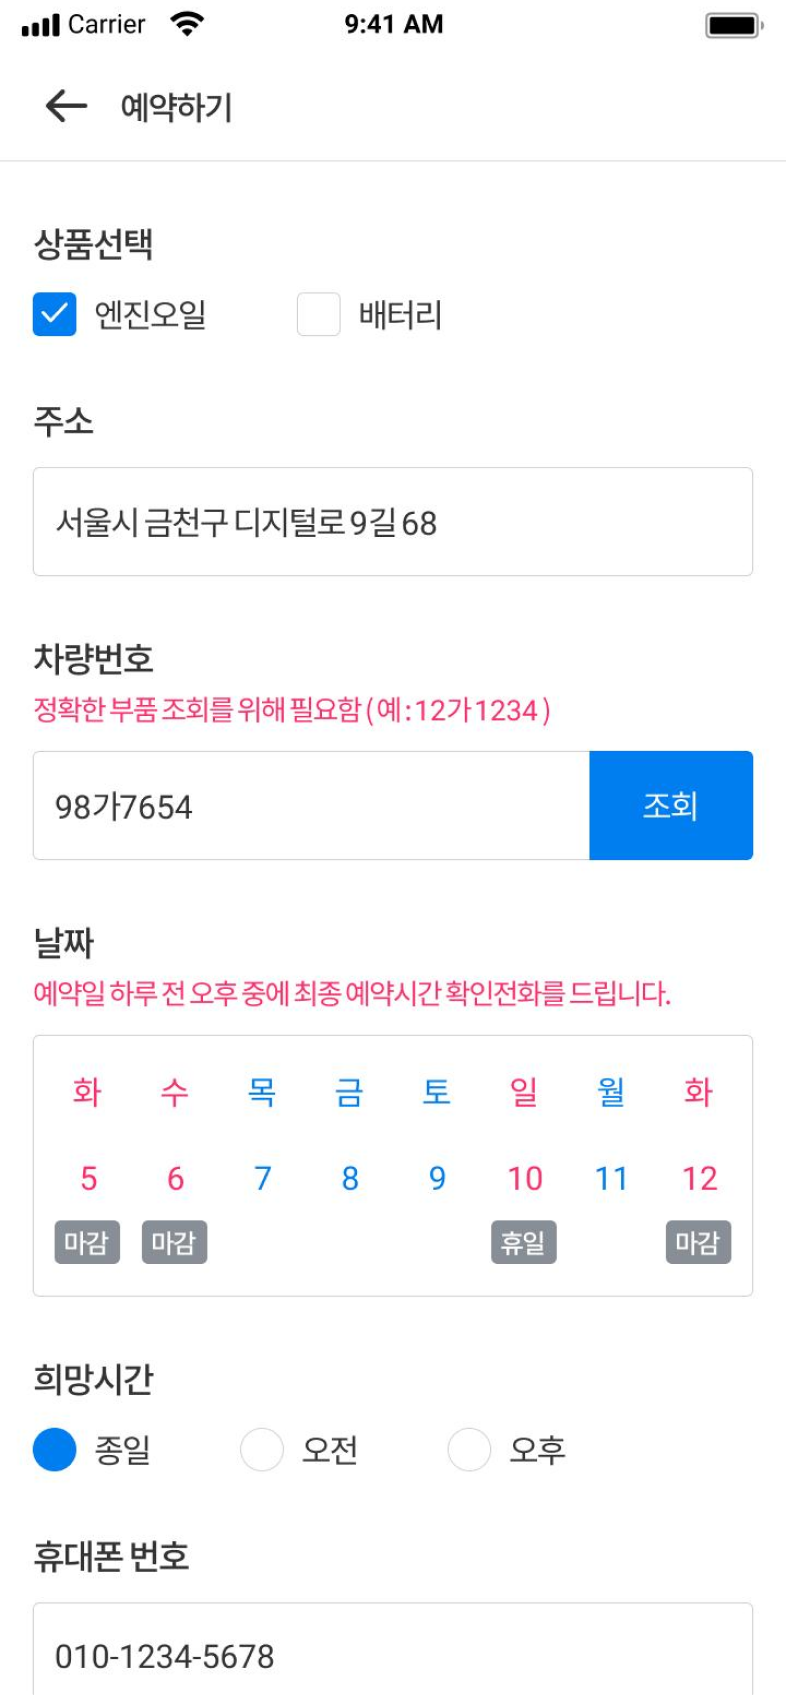 Carrier 9:41 AM
예약하기
상품선택
엔진오일 배터리
주소
서울시 금천구 디지털로 9길 68
차량번호
정확한 부품 조회를 위해 필요함 ( 예 : 12가 1234 )
98가7654 조회
날짜
예약일 하루 전 오후 중에 최종 예약시간 확인전화를 드립니다.
화 수 목 금 토 일 월 화
5 6 7 8 9 10 11 12
마감 마감 휴일 마감
희망시간
종일 오전 오후
휴대폰 번호
010-1234-5678